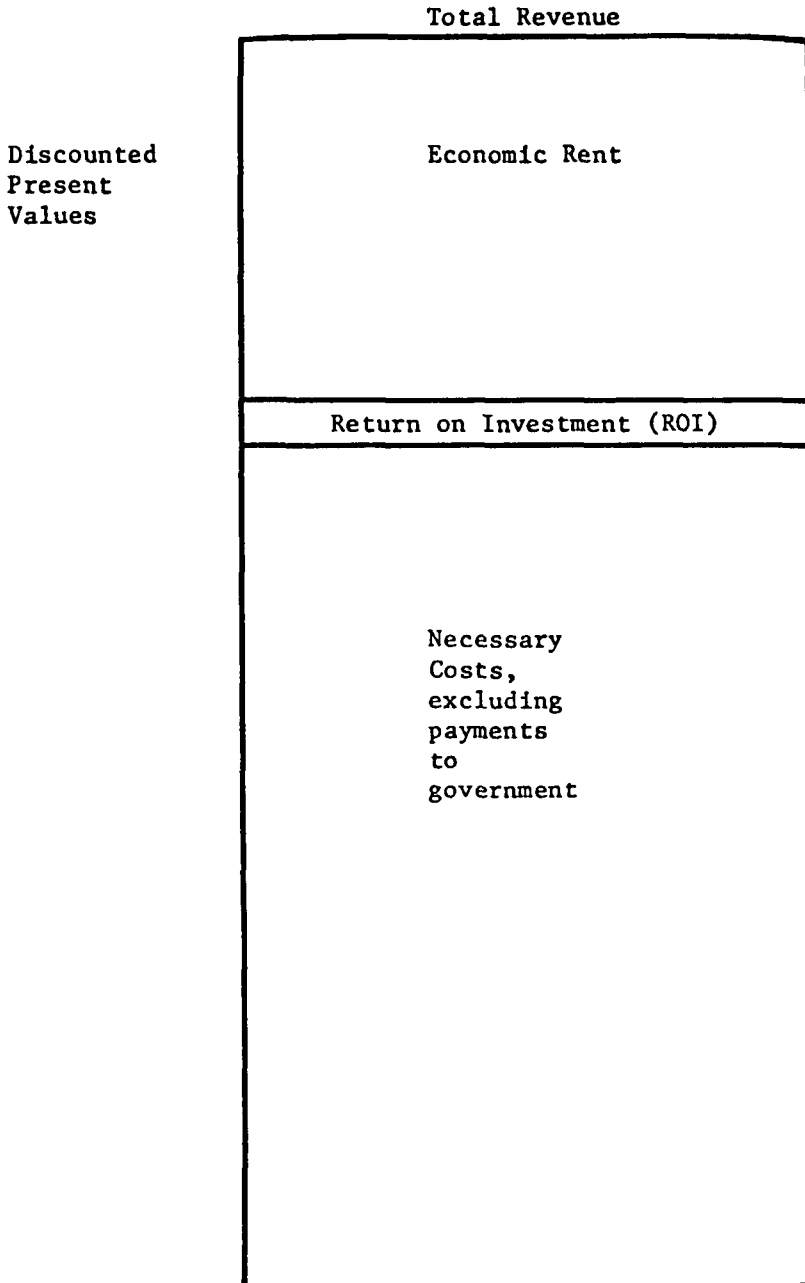 Total Revenue
Discounted
Present
Values
Economic Rent
Return on Investment (ROI)
Necessary
Costs,
excluding
payments
to
government